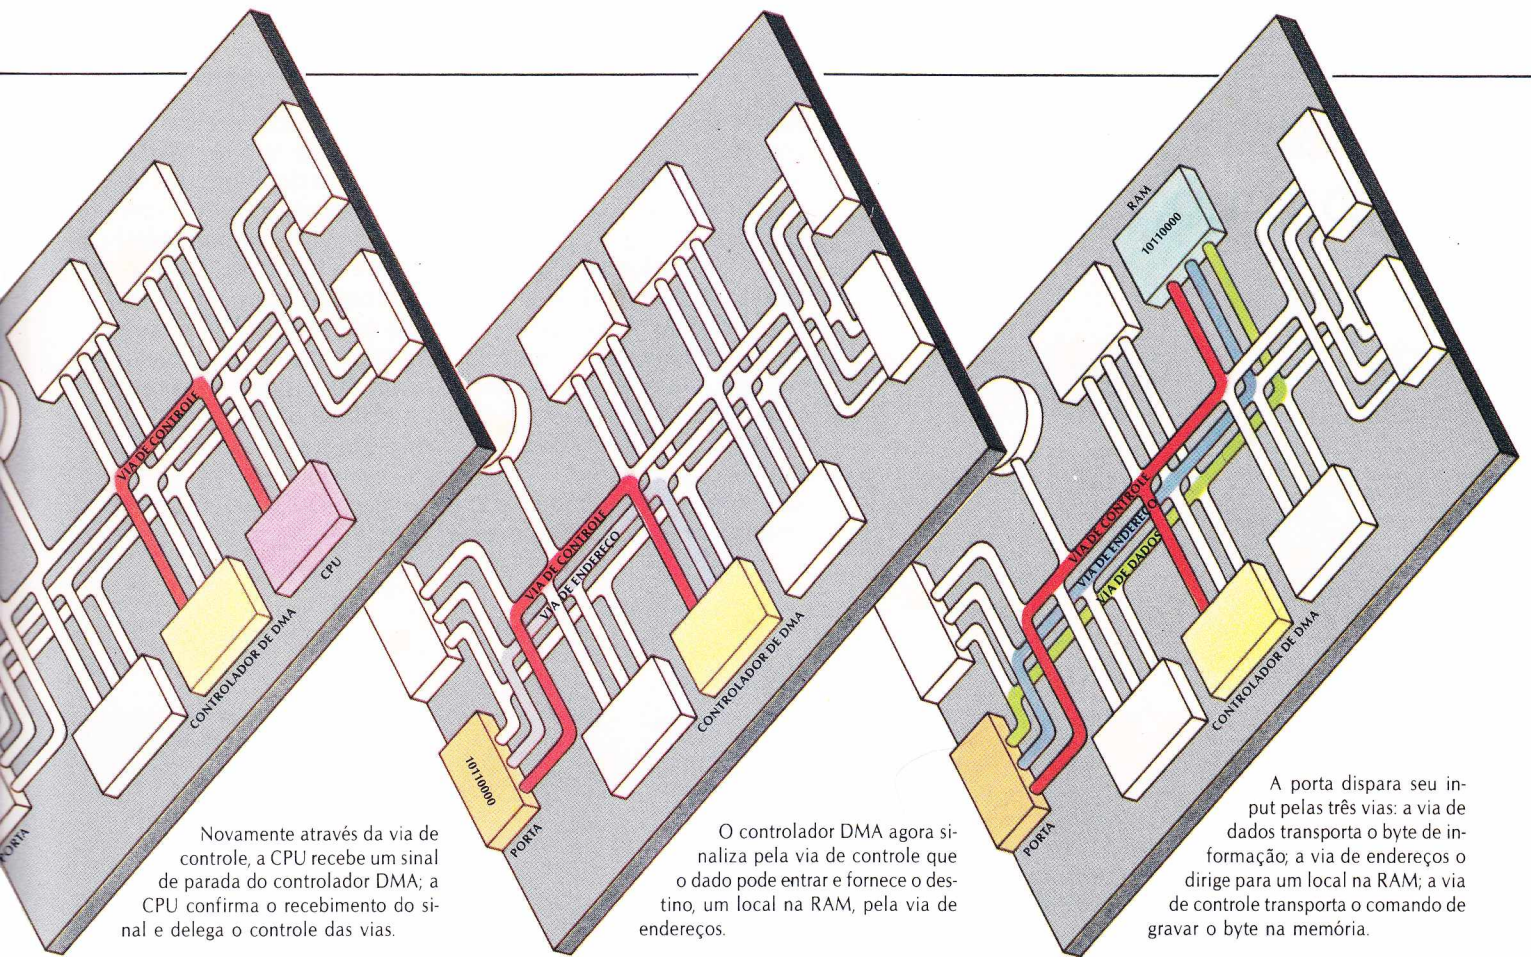 VIA DE CONTROLE
CPU
CONTROLADOR DE DMA
PORTA
Novamente através da via de
controle, a CPU recebe um sinal
de parada do controlador DMA; a
CPU confirma o recebimento do si-
nal e delega o controle das vias.
VIA DE CONTROLE
VIA DE ENDEREÇO
CONTROLADOR DE DMA
10110000
PORTA
O controlador DMA agora si-
naliza pela via de controle que
o dado pode entrar e fornece o des-
tino, um local na RAM, pela via de
endereços.
RAM
10110000
VIA DE CONTROLE
VIA DE ENDEREÇO
VIA DE DADOS
CONTROLADOR DE DMA
PORTA
A porta dispara seu in-
put pelas três vias: a via de
dados transporta o byte de in-
formação; a via de endereços o
dirige para um local na RAM; a via
de controle transporta o comando de
gravar o byte na memória.